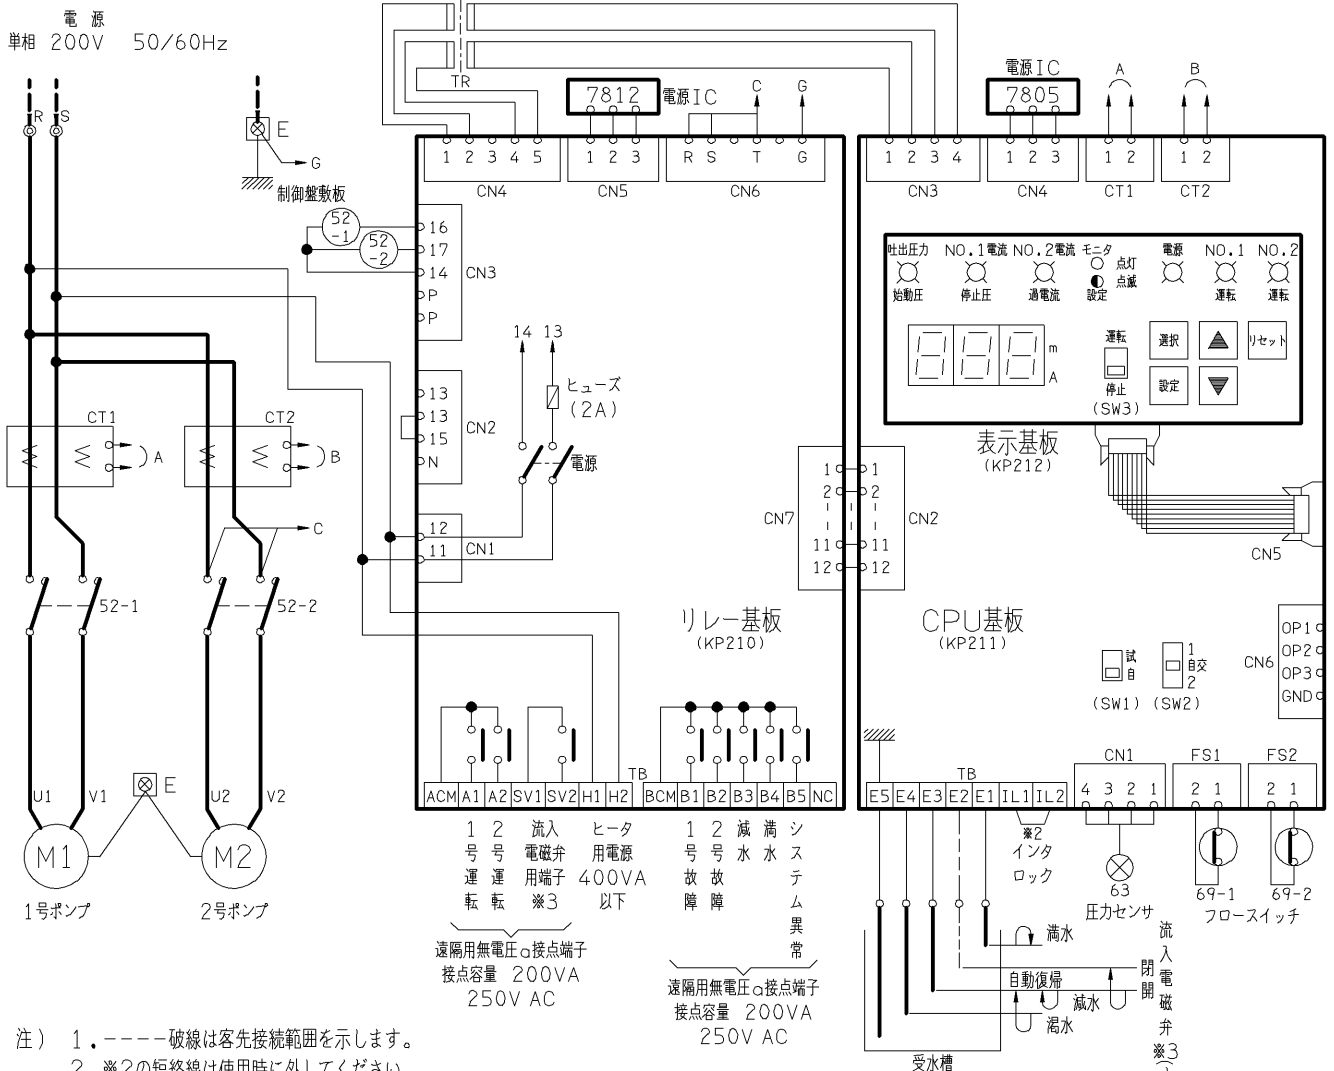 電源
単相 200V 50/60Hz
R
S
E
G
制御盤敷板
TR
7812
電源IC
C
G
電源IC
7805
A
B
1 2 3 4 5
CN4
1 2 3
CN5
R S T G
CN6
1 2 3 4
CN3
1 2 3
CN4
1 2
CT1
1 2
CT2
52
-1
52
-2
16
17
14
P
P
CN3
吐出圧力
始動圧
NO.1電流
停止圧
NO.2電流
過電流
モニタ
点灯
点滅
設定
電源
NO.1
運転
NO.2
運転
m
A
運転
停止
(SW3)
選択
設定
リセット
表示基板
(KP212)
14 13
ヒューズ
(2A)
電源
13
13
15
N
CN2
12
11
CN1
CT1
A
CT2
B
C
52-1
52-2
CN7
1
2
11
12
1
2
11
12
CN2
CN5
リレー基板
(KP210)
CPU基板
(KP211)
試
自
(SW1)
1
自交
2
(SW2)
CN6
OP1
OP2
OP3
GND
TB
ACM A1 A2 SV1 SV2 H1 H2 BCM B1 B2 B3 B4 B5 NC
TB
E5 E4 E3 E2 E1 IL1 IL2
CN1
4 3 2 1
FS1
2 1
FS2
2 1
U1
V1
E
U2
V2
M1
M2
1号ポンプ
2号ポンプ
1号運転
2号運転
流入
電磁弁
用端子
※3
ヒータ
用電源
400VA
以下
遠隔用無電圧a接点端子
接点容量 200VA
250V AC
1号故障
2号故障
減水
満水
システム異常
遠隔用無電圧a接点端子
接点容量 200VA
250V AC
※2
インタ
ロック
63
圧力センサ
69-1
69-2
フロースイッチ
満水
自動復帰
減水
渇水
閉
開
流入電磁弁※3
受水槽
注) 1.----破線は客先接続範囲を示します。
2 ※2の短絡線は使用時に外してください